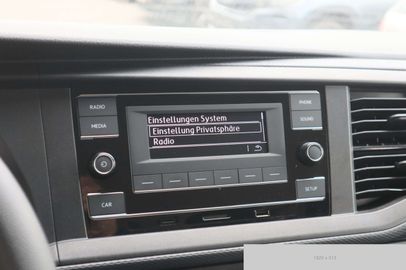 RADIO
MEDIA
CAR
Einstellungen System
Einstellung Privatsphäre
Radio
PHONE
SOUND
SETUP